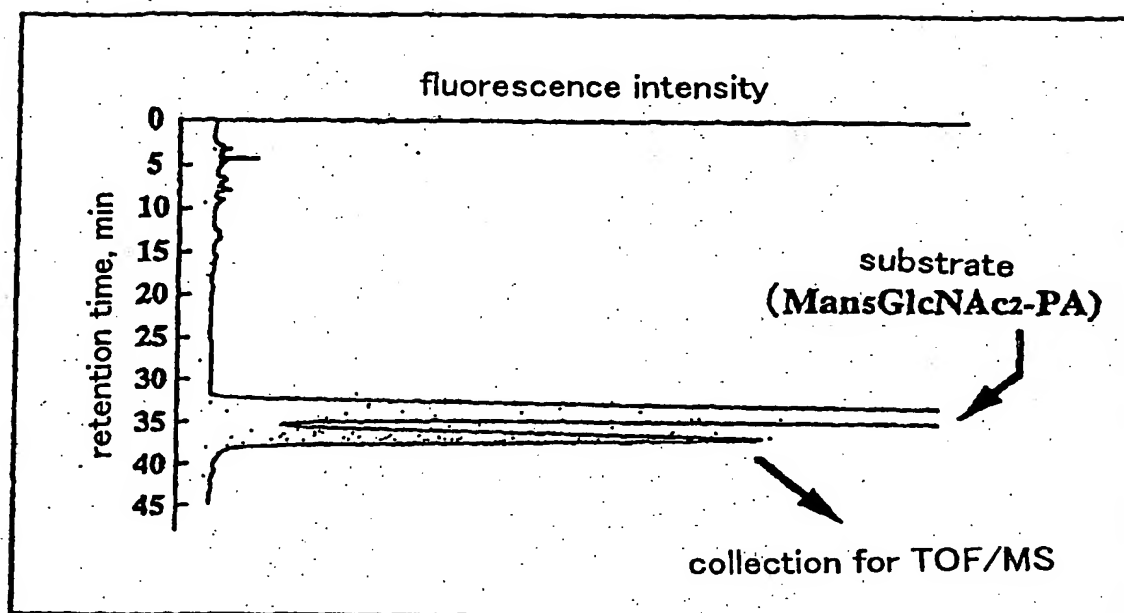 fluorescence intensity
0
5
10
15
20
25
30
35
40
45
retention time, min
substrate
(Man5GlcNAc2-PA)
collection for TOF/MS